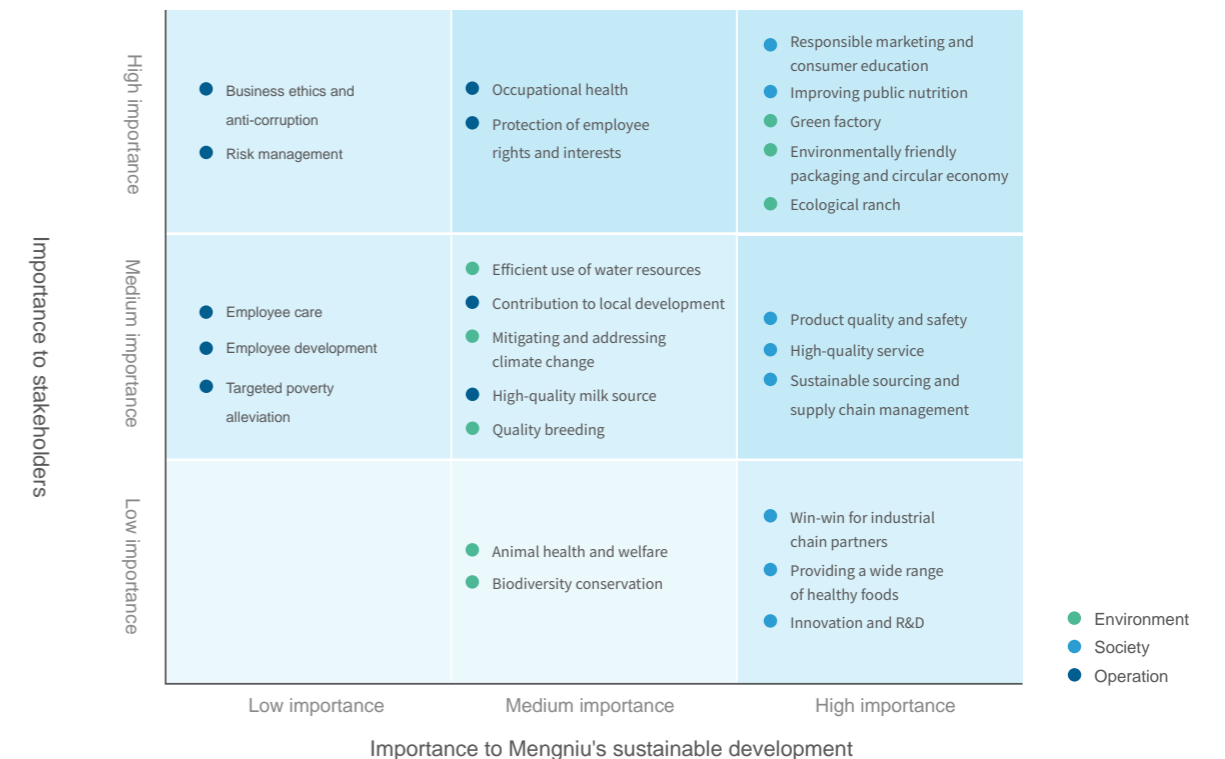 Importance to stakeholders
High importance
Business ethics and
anti-corruption
Risk management
Occupational health
Protection of employee
rights and interests
Responsible marketing and
consumer education
Improving public nutrition
Green factory
Environmentally friendly
packaging and circular economy
Ecological ranch
Medium importance
Employee care
Employee development
Targeted poverty
alleviation
Efficient use of water resources
Contribution to local development
Mitigating and addressing
climate change
High-quality milk source
Quality breeding
Product quality and safety
High-quality service
Sustainable sourcing and
supply chain management
Low importance
Animal health and welfare
Biodiversity conservation
Win-win for industrial
chain partners
Providing a wide range
of healthy foods
Innovation and R&D
Environment
Society
Operation
Low importance
Medium importance
High importance
Importance to Mengniu's sustainable development